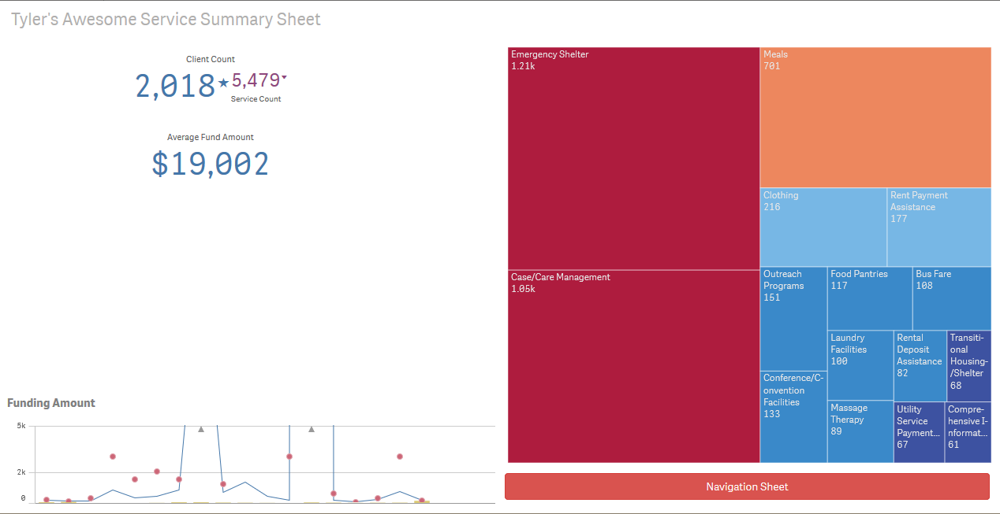 Tyler's Awesome Service Summary Sheet
Client Count
2,018
5,479
Service Count
Average Fund Amount
$19,002
Funding Amount
5k
2k
0
Emergency Shelter
1.21k
Case/Care Management
1.05k
Meals
701
Clothing
216
Rent Payment
Assistance
177
Outreach
Programs
151
Food Pantries
117
Bus Fare
108
Conference/C-
onvention
Facilities
133
Laundry
Facilities
100
Rental
Deposit
Assistance
82
Transiti-
onal
Housing-
/Shelter
68
Massage
Therapy
89
Utility
Service
Payment...
67
Compre-
hensive I-
nformat...
61
Navigation Sheet